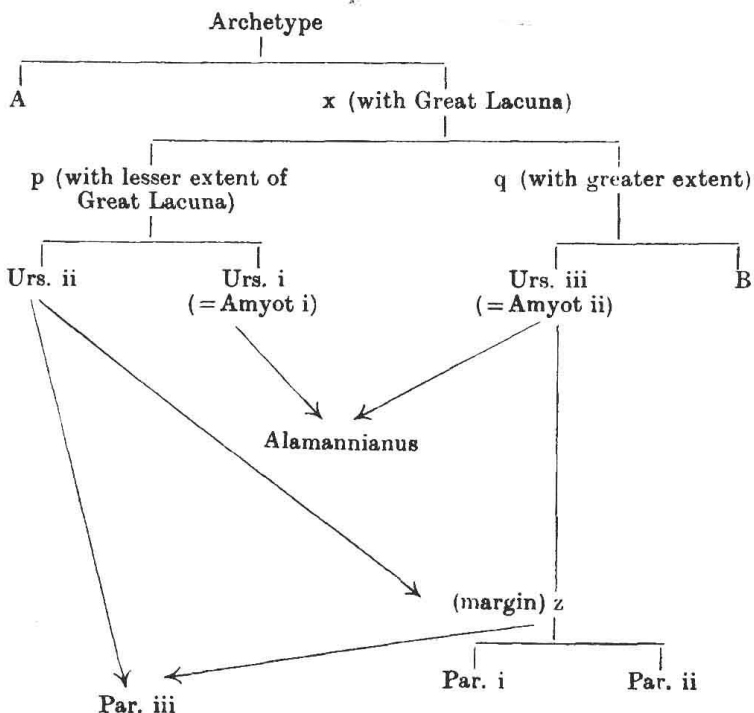 Archetype
A
x (with Great Lacuna)
p (with lesser extent of
Great Lacuna)
q (with greater extent)
Urs. ii
Urs. i
(=Amyot i)
Urs. iii
(=Amyot ii)
B
Alamannianus
(margin) z
Par. i
Par. ii
Par. iii